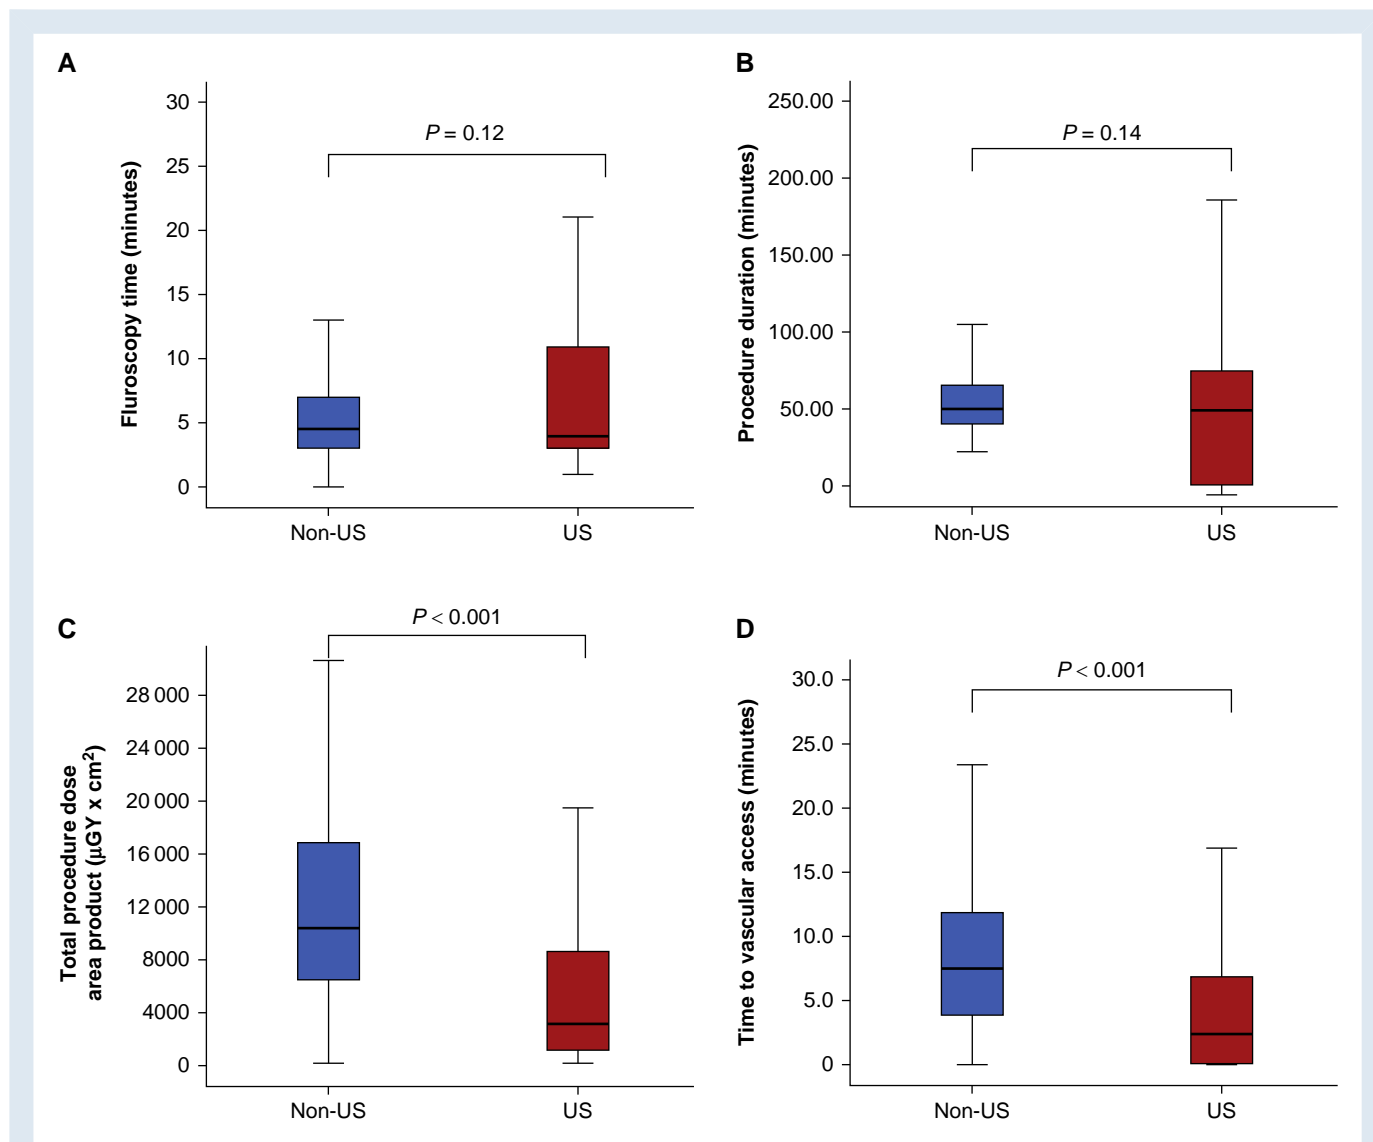 A
Fluroscopy time (minutes)
30
25
20
15
10
5
0
P = 0.12
Non-US
US
B
Procedure duration (minutes)
250.00
200.00
150.00
100.00
50.00
0
P = 0.14
Non-US
US
C
Total procedure dose
area product (μGY x cm²)
28 000
24 000
20 000
16 000
12 000
8000
4000
0
P < 0.001
Non-US
US
D
Time to vascular access (minutes)
30.0
25.0
20.0
15.0
10.0
5.0
0
P < 0.001
Non-US
US